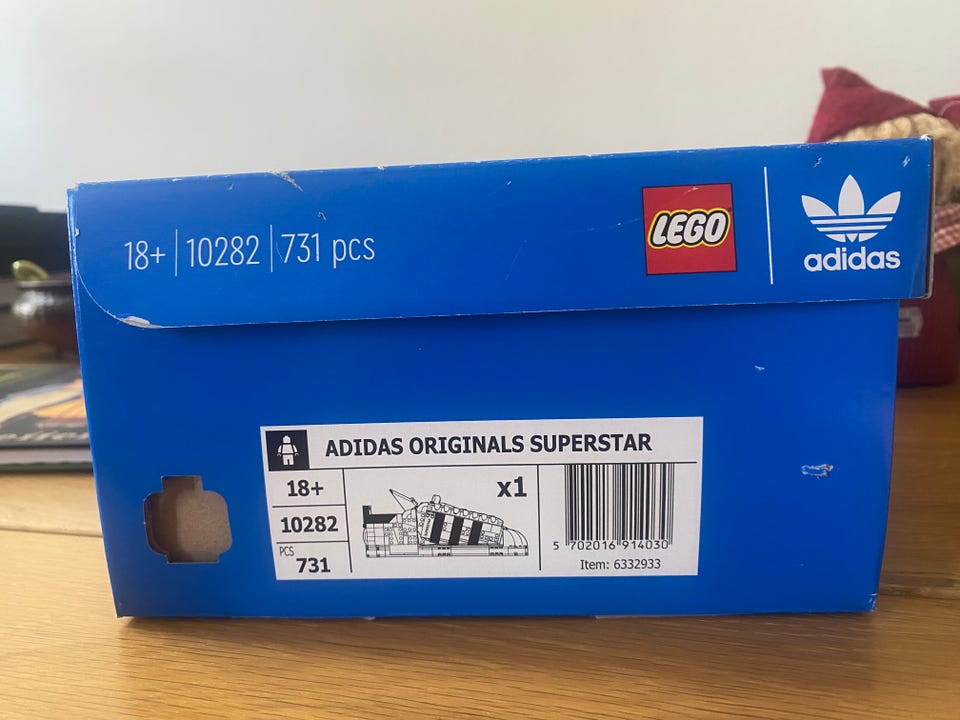 18+ | 10282 | 731 pcs
LEGO
adidas
ADIDAS ORIGINALS SUPERSTAR
18+
10282
PCS
731
x1
5 702016 914030
Item: 6332933